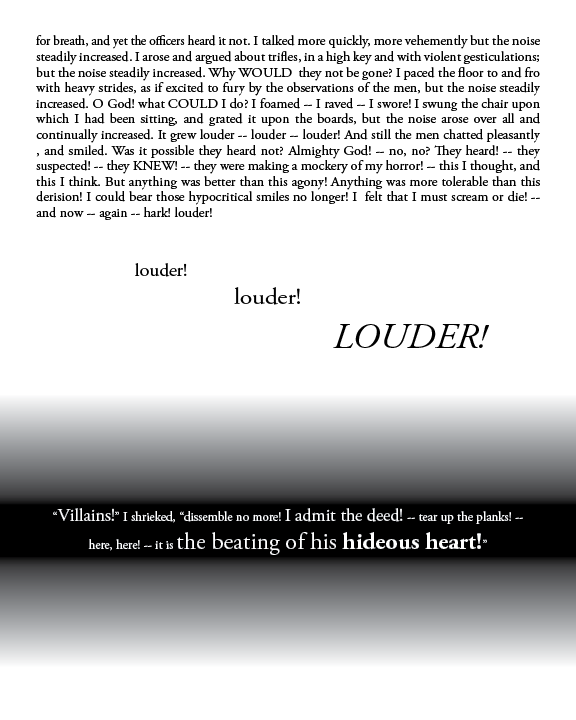 for breath, and yet the officers heard it not. I talked more quickly, more vehemently but the noise
steadily increased. I arose and argued about trifles, in a high key and with violent gesticulations;
but the noise steadily increased. Why WOULD they not be gone? I paced the floor to and fro
with heavy strides, as if excited to fury by the observations of the men, but the noise steadily
increased. O God! what COULD I do? I foamed -- I raved -- I swore! I swung the chair upon
which I had been sitting, and grated it upon the boards, but the noise arose over all and
continually increased. It grew louder -- louder -- louder! And still the men chatted pleasantly
, and smiled. Was it possible they heard not? Almighty God! -- no, no? They heard! -- they
suspected! -- they KNEW! -- they were making a mockery of my horror! -- this I thought, and
this I think. But anything was better than this agony! Anything was more tolerable than this
derision! I could bear those hypocritical smiles no longer! I felt that I must scream or die! --
and now -- again -- hark! louder!
louder!
louder!
LOUDER!
“Villains!” I shrieked, “dissemble no more! I admit the deed! -- tear up the planks! --
here, here! -- it is the beating of his hideous heart!”